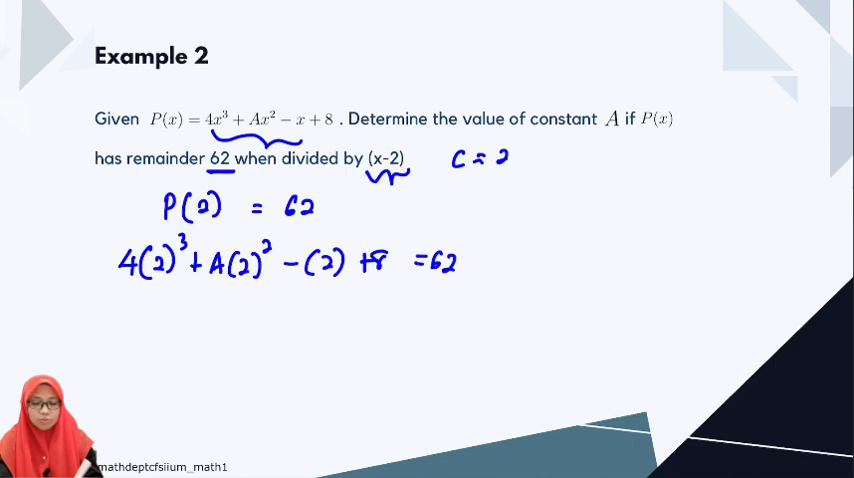 Example 2
Given P(x) = 4x³ + Ax² − x + 8 . Determine the value of constant A if P(x)
has remainder 62 when divided by (x-2) c = 2
P(2) = 62
4(2)³ + A(2)² − (2) + 8 = 62
mathdeptcfsiium_math1